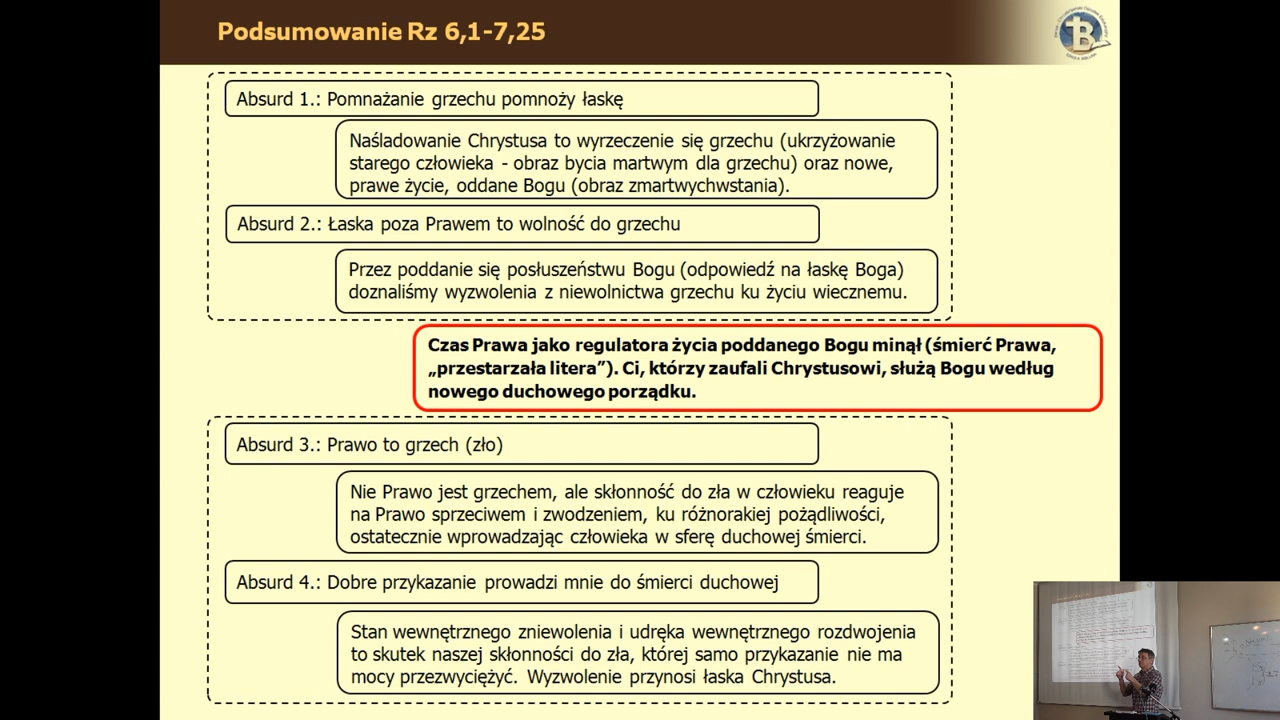 Podsumowanie Rz 6,1-7,25
Absurd 1.: Pomnażanie grzechu pomnoży łaskę
Naśladowanie Chrystusa to wyrzeczenie się grzechu (ukrzyżowanie
starego człowieka - obraz bycia martwym dla grzechu) oraz nowe,
prawe życie, oddane Bogu (obraz zmartwychwstania).
Absurd 2.: Łaska poza Prawem to wolność do grzechu
Przez poddanie się posłuszeństwu Bogu (odpowiedź na łaskę Boga)
doznaliśmy wyzwolenia z niewolnictwa grzechu ku życiu wiecznemu.
Czas Prawa jako regulatora życia poddanego Bogu minął (śmierć Prawa,
„przestarzała litera”). Ci, którzy zaufali Chrystusowi, służą Bogu według
nowego duchowego porządku.
Absurd 3.: Prawo to grzech (zło)
Nie Prawo jest grzechem, ale skłonność do zła w człowieku reaguje
na Prawo sprzeciwem i zwodzeniem, ku różnorakiej pożądliwości,
ostatecznie wprowadzając człowieka w sferę duchowej śmierci.
Absurd 4.: Dobre przykazanie prowadzi mnie do śmierci duchowej
Stan wewnętrznego zniewolenia i udręka wewnętrznego rozdwojenia
to skutek naszej skłonności do zła, której samo przykazanie nie ma
mocy przezwyciężyć. Wyzwolenie przynosi łaska Chrystusa.